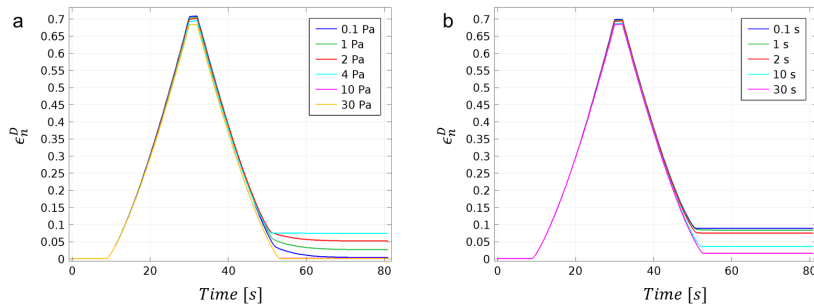 a
0.7
0.65
0.6
0.55
0.5
0.45
0.4
0.35
0.3
0.25
0.2
0.15
0.1
0.05
0
ϵₙᴰ
0 20 40 60 80
Time [s]
0.1 Pa
1 Pa
2 Pa
4 Pa
10 Pa
30 Pa
b
0.7
0.65
0.6
0.55
0.5
0.45
0.4
0.35
0.3
0.25
0.2
0.15
0.1
0.05
0
ϵₙᴰ
0 20 40 60 80
Time [s]
0.1 s
1 s
2 s
10 s
30 s